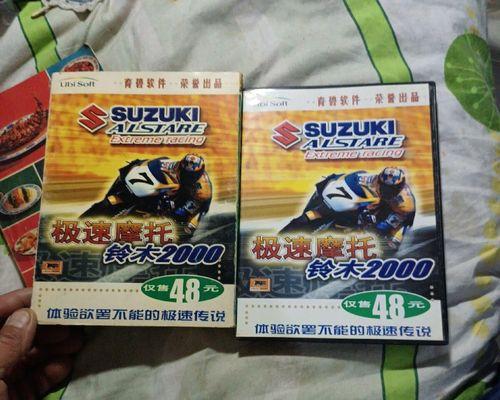 Ubi Soft
育碧软件 荣誉出品
SUZUKI
ALSTARE
Extreme racing
7
极速摩托
铃木2000
仅售48元
体验欲罢不能的极速传说
Ubi Soft
育碧软件 荣誉出品
SUZUKI
ALSTARE
Extreme racing
7
极速摩托
铃木2000
仅售48元
体验欲罢不能的极速传说